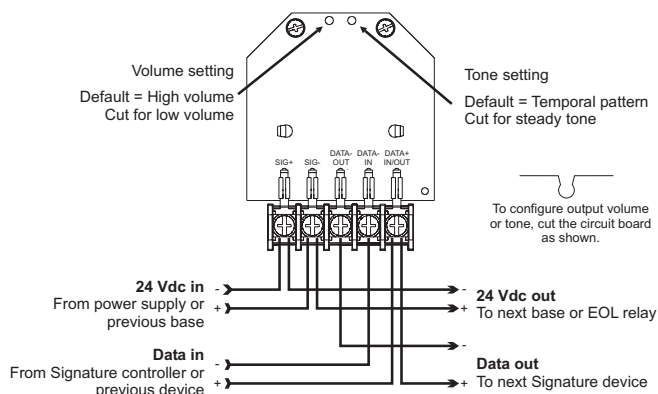 Volume setting
Default = High volume
Cut for low volume
Tone setting
Default = Temporal pattern
Cut for steady tone
SIG+
SIG-
DATA-
OUT
DATA-
IN
DATA+
IN/OUT
To configure output volume
or tone, cut the circuit board
as shown.
24 Vdc in
From power supply or
previous base
-
+
-
+
24 Vdc out
To next base or EOL relay
Data in
From Signature controller or
previous device
-
+
-
+
Data out
To next Signature device